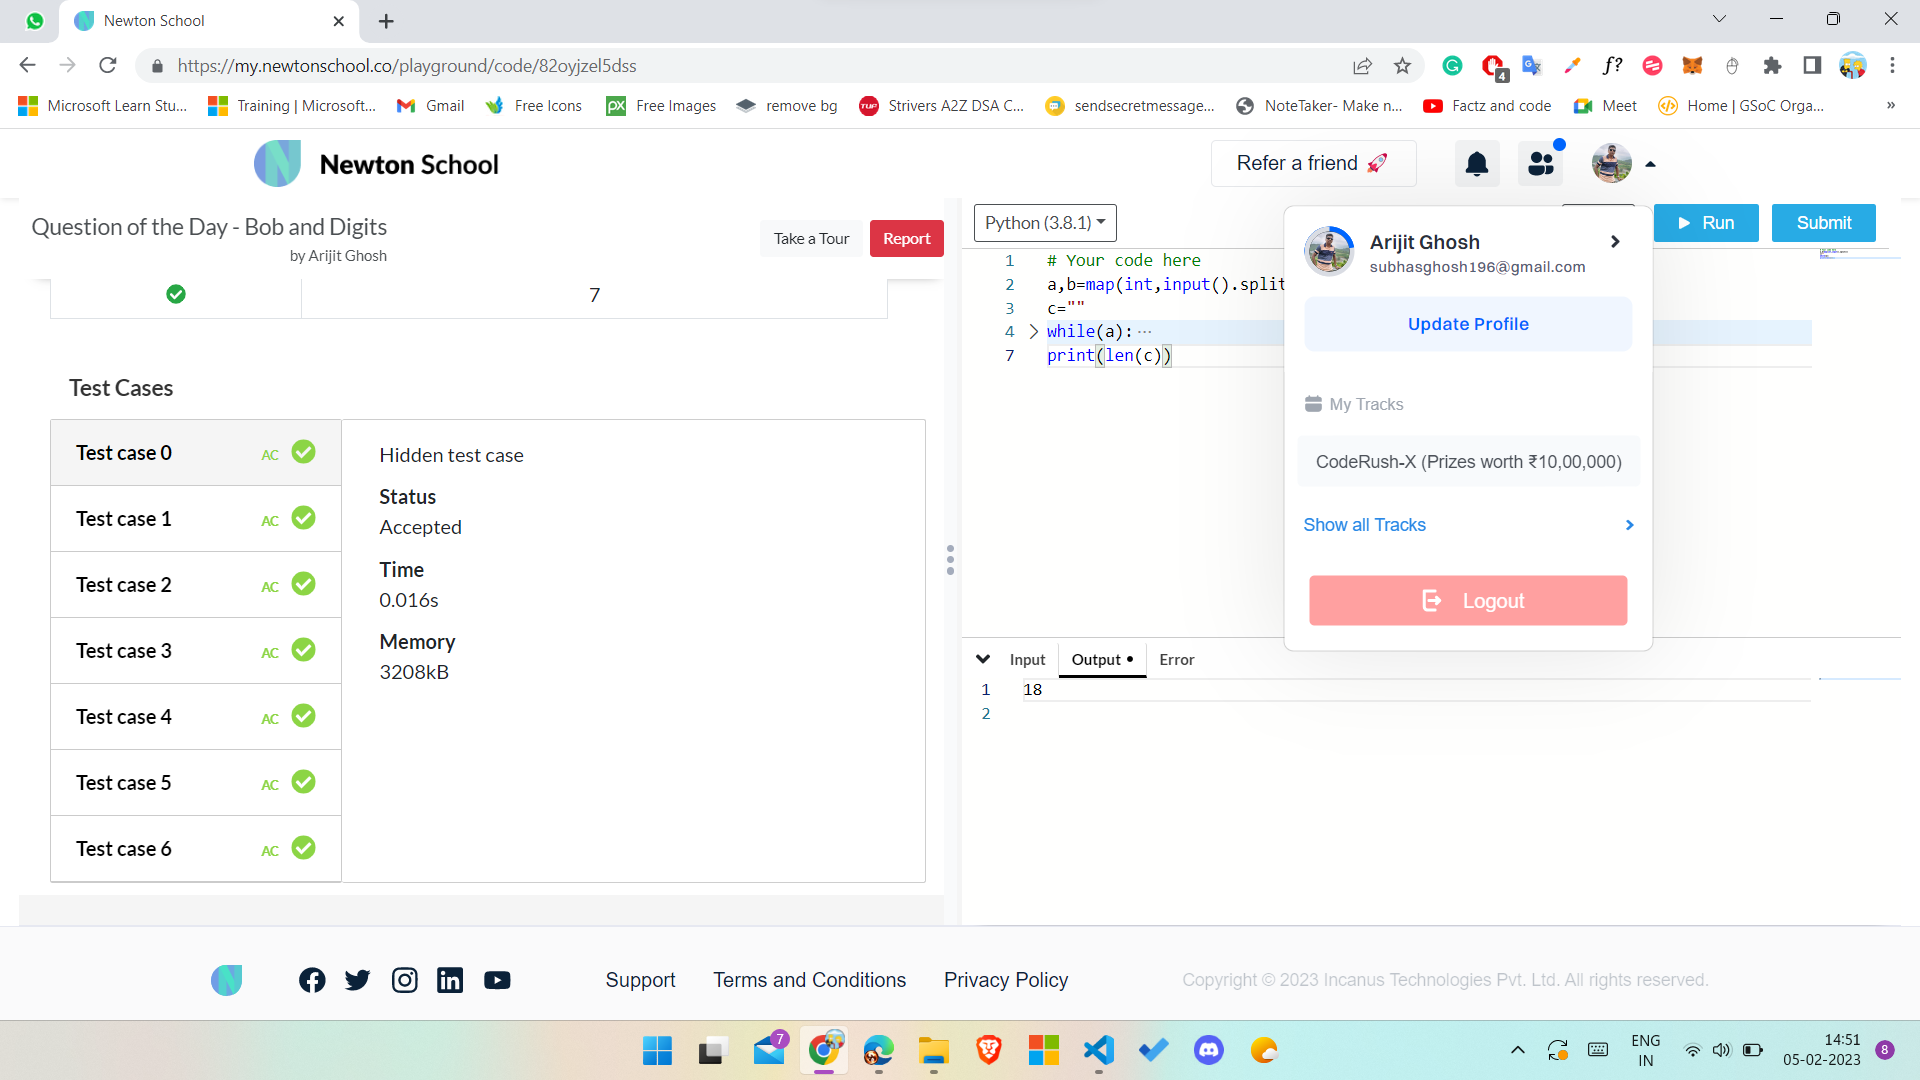 Newton School
https://my.newtonschool.co/playground/code/82oyjzel5dss
4
f?
Microsoft Learn Stu...
Training | Microsoft...
Gmail
Free Icons
px
Free Images
remove bg
TUF
Strivers A2Z DSA C...
sendsecretmessage...
NoteTaker- Make n...
Factz and code
Meet
Home | GSoC Orga...
»
Newton School
Refer a friend 🚀
Question of the Day - Bob and Digits
by Arijit Ghosh
Take a Tour
Report
7
Test Cases
Test case 0 AC
Test case 1 AC
Test case 2 AC
Test case 3 AC
Test case 4 AC
Test case 5 AC
Test case 6 AC
Hidden test case
Status
Accepted
Time
0.016s
Memory
3208kB
Python (3.8.1)
Run
Submit
1 # Your code here
2 a,b=map(int,input().split
3 c=""
4 while(a):···
7 print(len(c))
Arijit Ghosh
subhasghosh196@gmail.com
Update Profile
My Tracks
CodeRush-X (Prizes worth ₹10,00,000)
Show all Tracks
Logout
Input
Output •
Error
1 18
2
Support
Terms and Conditions
Privacy Policy
Copyright © 2023 Incanus Technologies Pvt. Ltd. All rights reserved.
7
ENG
IN
14:51
05-02-2023
8